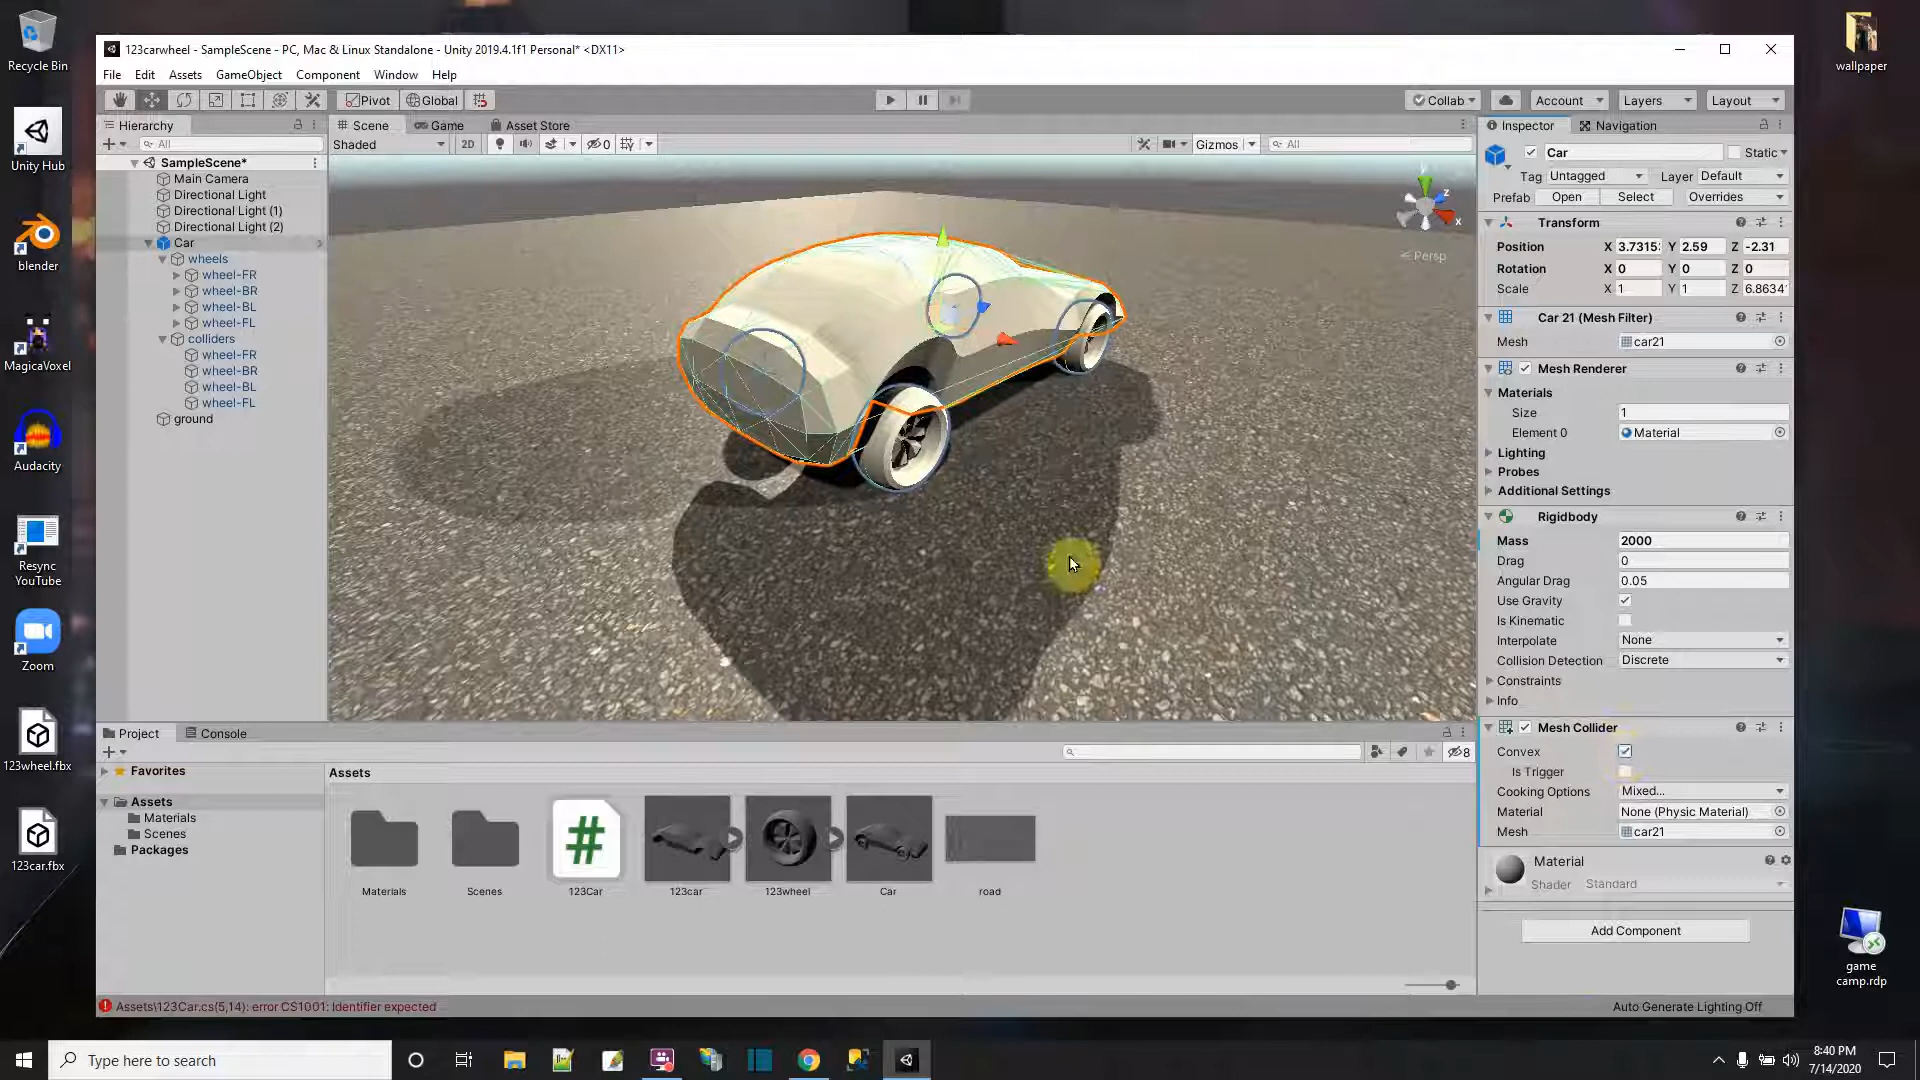 Recycle Bin
Unity Hub
blender
MagicaVoxel
Audacity
Resync
YouTube
Zoom
123wheel.fbx
123car.fbx
wallpaper
game
camp.rdp
123carwheel - SampleScene - PC, Mac & Linux Standalone - Unity 2019.4.1f1 Personal* <DX11>
File Edit Assets GameObject Component Window Help
Pivot Global Collab Account Layers Layout
Hierarchy
All
SampleScene*
Main Camera
Directional Light
Directional Light (1)
Directional Light (2)
Car
wheels
wheel-FR
wheel-BR
wheel-BL
wheel-FL
colliders
wheel-FR
wheel-BR
wheel-BL
wheel-FL
ground
Scene Game Asset Store
Shaded 2D 0 Gizmos All
z
x
Persp
Inspector Navigation
Car Static
Tag Untagged Layer Default
Prefab Open Select Overrides
Transform
Position X 3.7315 Y 2.59 Z -2.31
Rotation X 0 Y 0 Z 0
Scale X 1 Y 1 Z 6.8634
Car 21 (Mesh Filter)
Mesh car21
Mesh Renderer
Materials
Size 1
Element 0 Material
Lighting
Probes
Additional Settings
Rigidbody
Mass 2000
Drag 0
Angular Drag 0.05
Use Gravity
Is Kinematic
Interpolate None
Collision Detection Discrete
Constraints
Info
Mesh Collider
Convex
Is Trigger
Cooking Options Mixed...
Material None (Physic Material)
Mesh car21
Material
Shader Standard
Add Component
Project Console
8
Favorites
Assets
Materials
Scenes
Packages
Assets
Materials Scenes 123Car 123car 123wheel Car road
#
Assets\123Car.cs(5,14): error CS1001: Identifier expected
Auto Generate Lighting Off
Type here to search
8:40 PM
7/14/2020